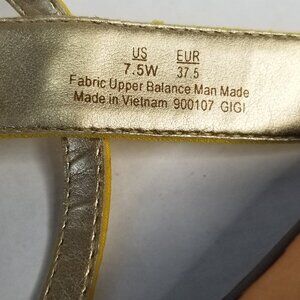 US EUR
7.5W 37.5
Fabric Upper Balance Man Made
Made in Vietnam 900107 GIGI